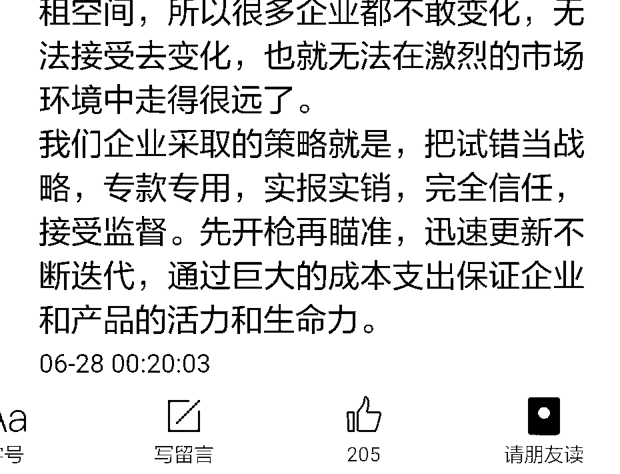 租空间，所以很多企业都不敢变化，无
法接受去变化，也就无法在激烈的市场
环境中走得很远了。
我们企业采取的策略就是，把试错当战
略，专款专用，实报实销，完全信任，
接受监督。先开枪再瞄准，迅速更新不
断迭代，通过巨大的成本支出保证企业
和产品的活力和生命力。
06-28 00:20:03
Aa
字号 写留言 205 请朋友读